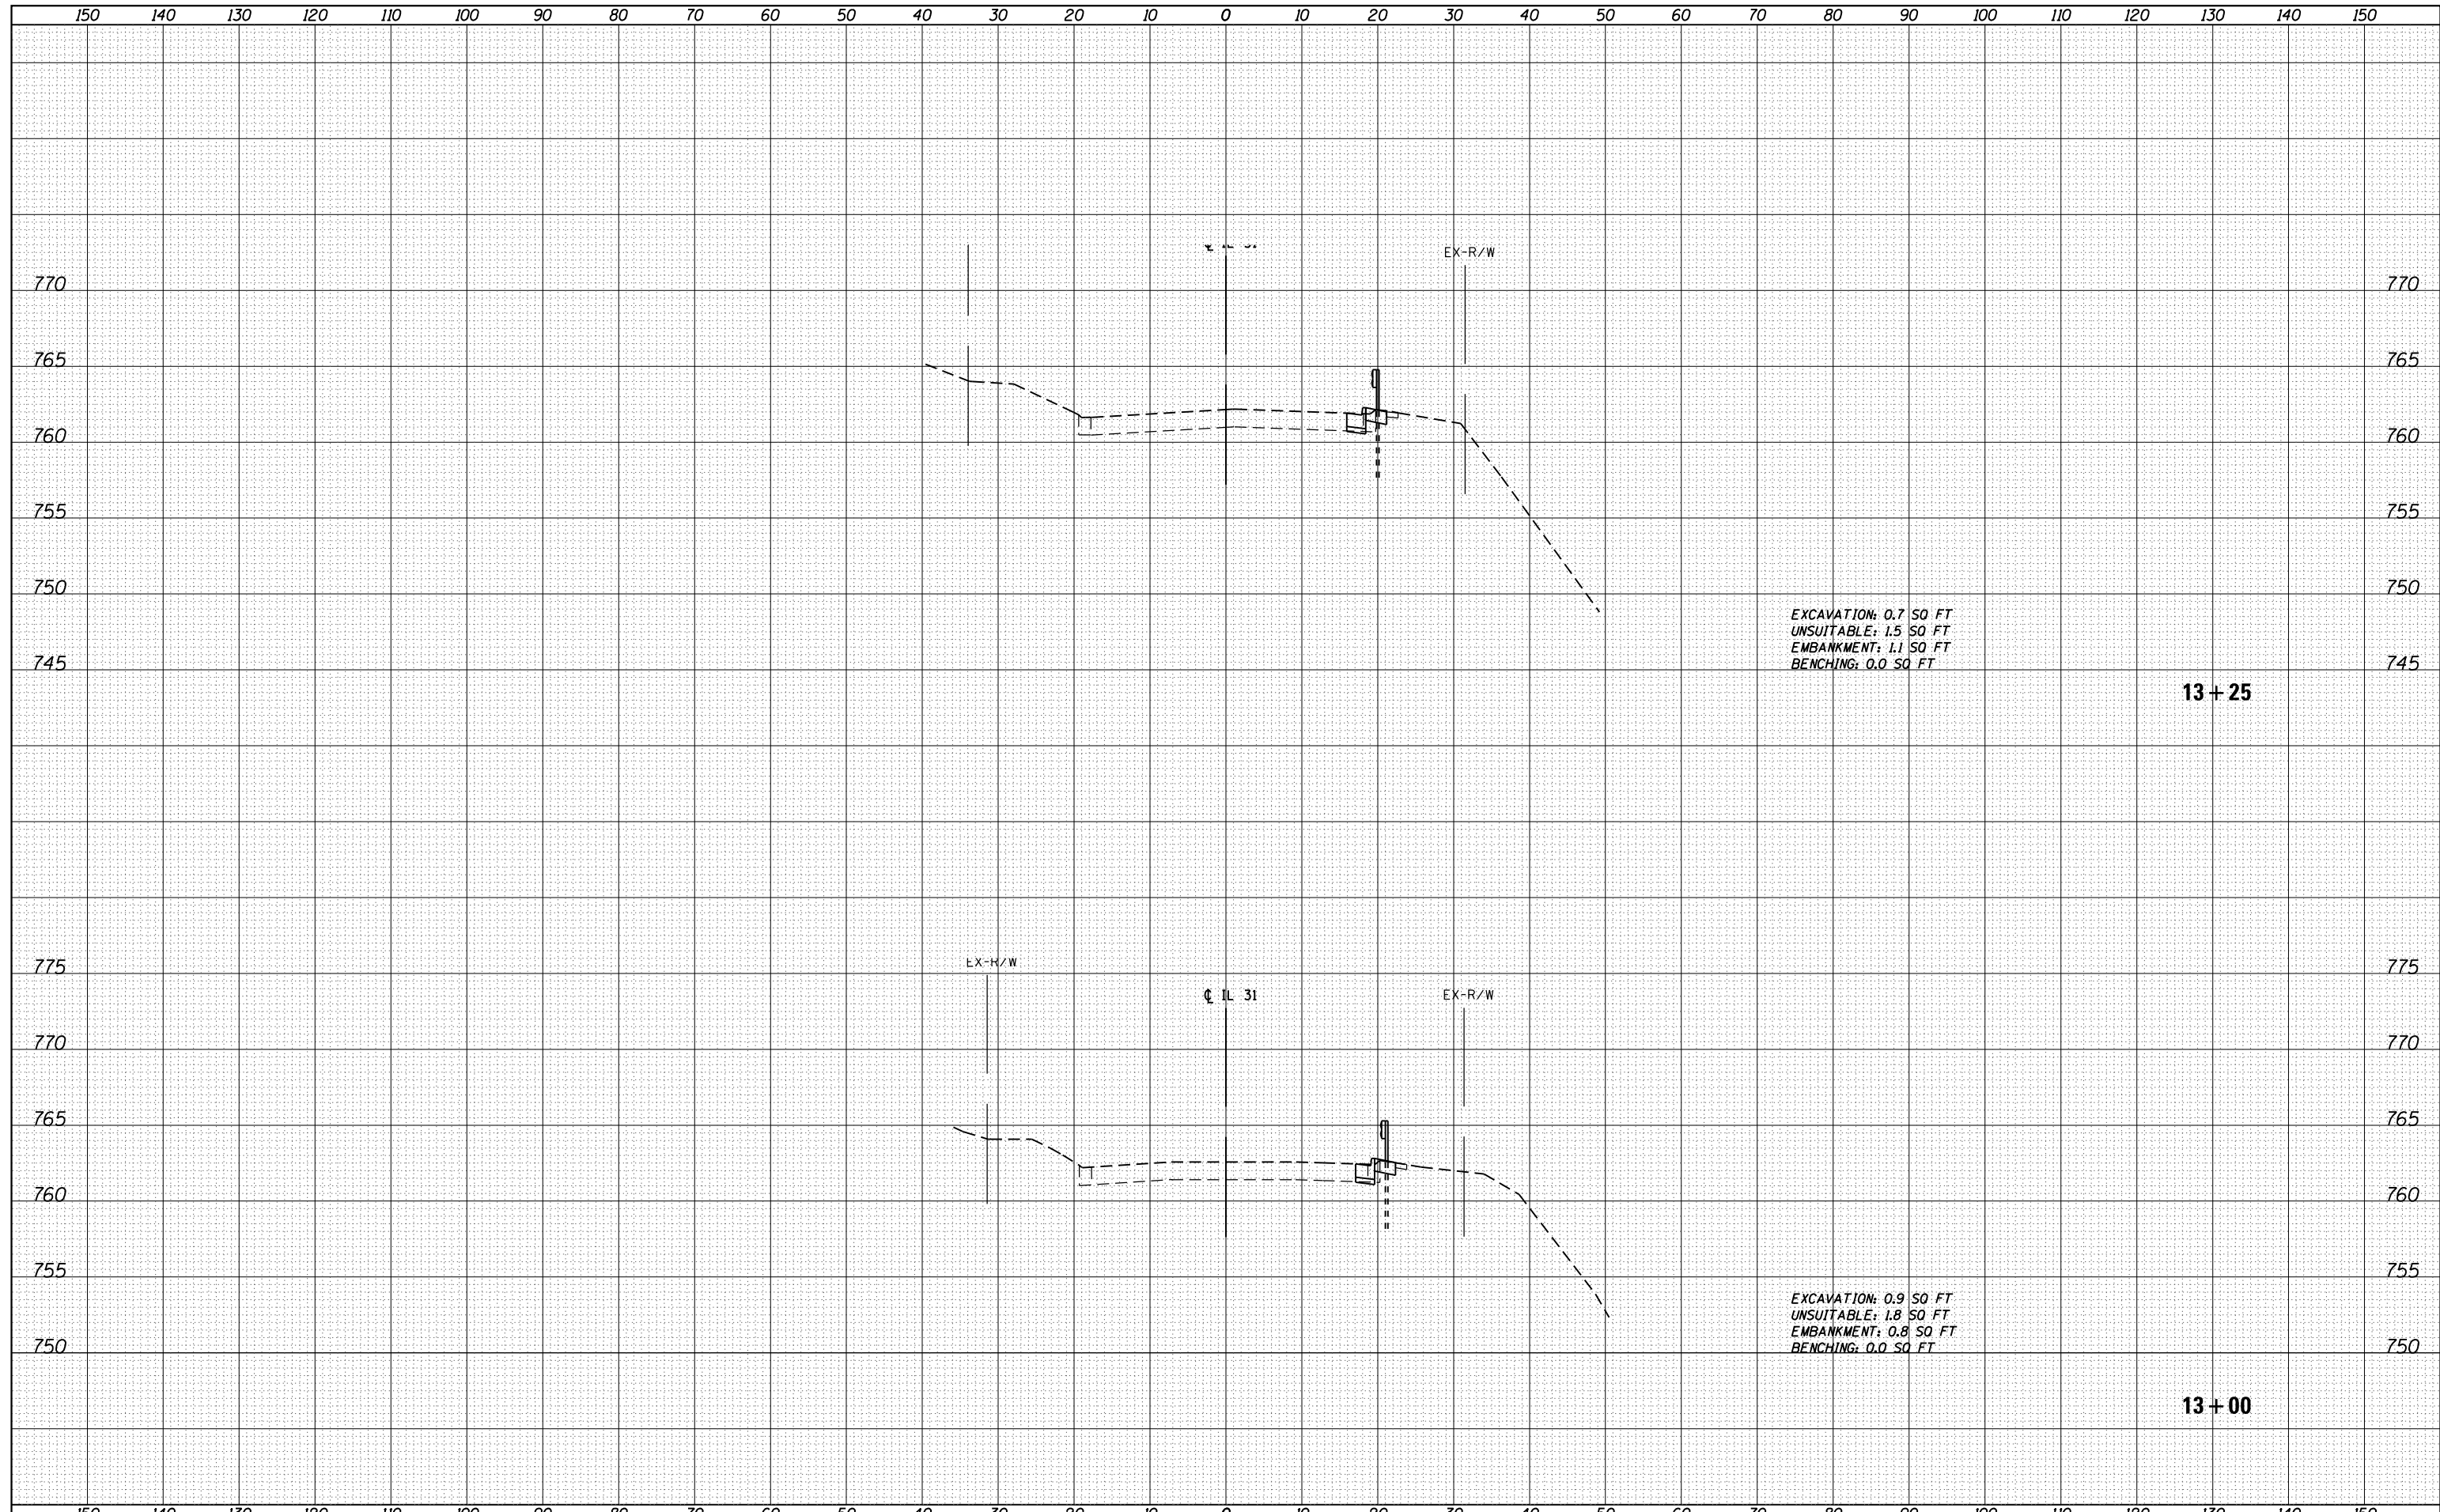 150 140 130 120 110 100 90 80 70 60 50 40 30 20 10 0 10 20 30 40 50 60 70 80 90 100 110 120 130 140 150
EX-R/W
770 770
765 765
760 760
755 755
750 750
EXCAVATION: 0.7 SQ FT
UNSUITABLE: 1.5 SQ FT
EMBANKMENT: 1.1 SQ FT
BENCHING: 0.0 SQ FT
745 745
13+25
EX-R/W
775 775
℄ IL 31 EX-R/W
770 770
765 765
760 760
755 755
EXCAVATION: 0.9 SQ FT
UNSUITABLE: 1.8 SQ FT
EMBANKMENT: 0.8 SQ FT
BENCHING: 0.0 SQ FT
750 750
13+00